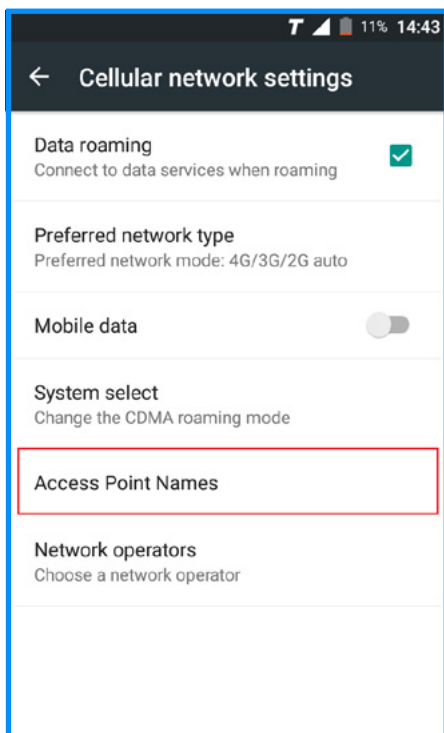 T 11% 14:43
Cellular network settings
Data roaming
Connect to data services when roaming
Preferred network type
Preferred network mode: 4G/3G/2G auto
Mobile data
System select
Change the CDMA roaming mode
Access Point Names
Network operators
Choose a network operator